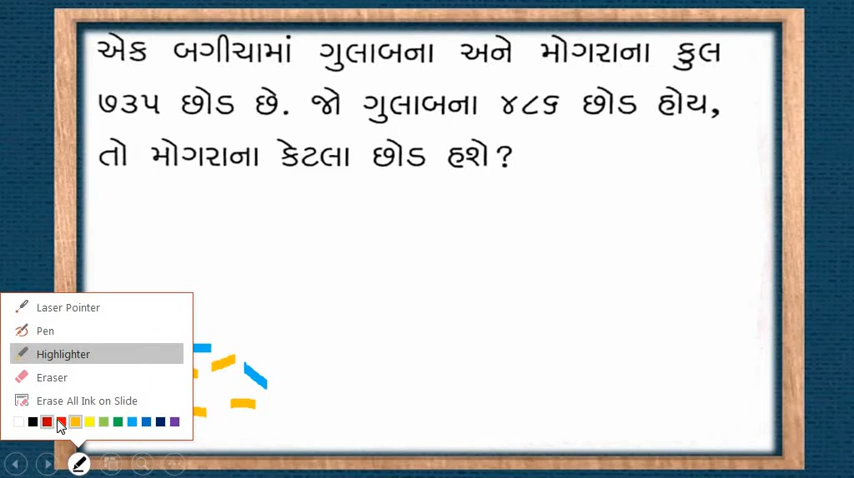 એક બગીચામાં ગુલાબના અને મોગરાના કુલ
૭૩૫ છોડ છે. જો ગુલાબના ૪૮૬ છોડ હોય,
તો મોગરાના કેટલા છોડ હશે?
Laser Pointer
Pen
Highlighter
Eraser
Erase All Ink on Slide